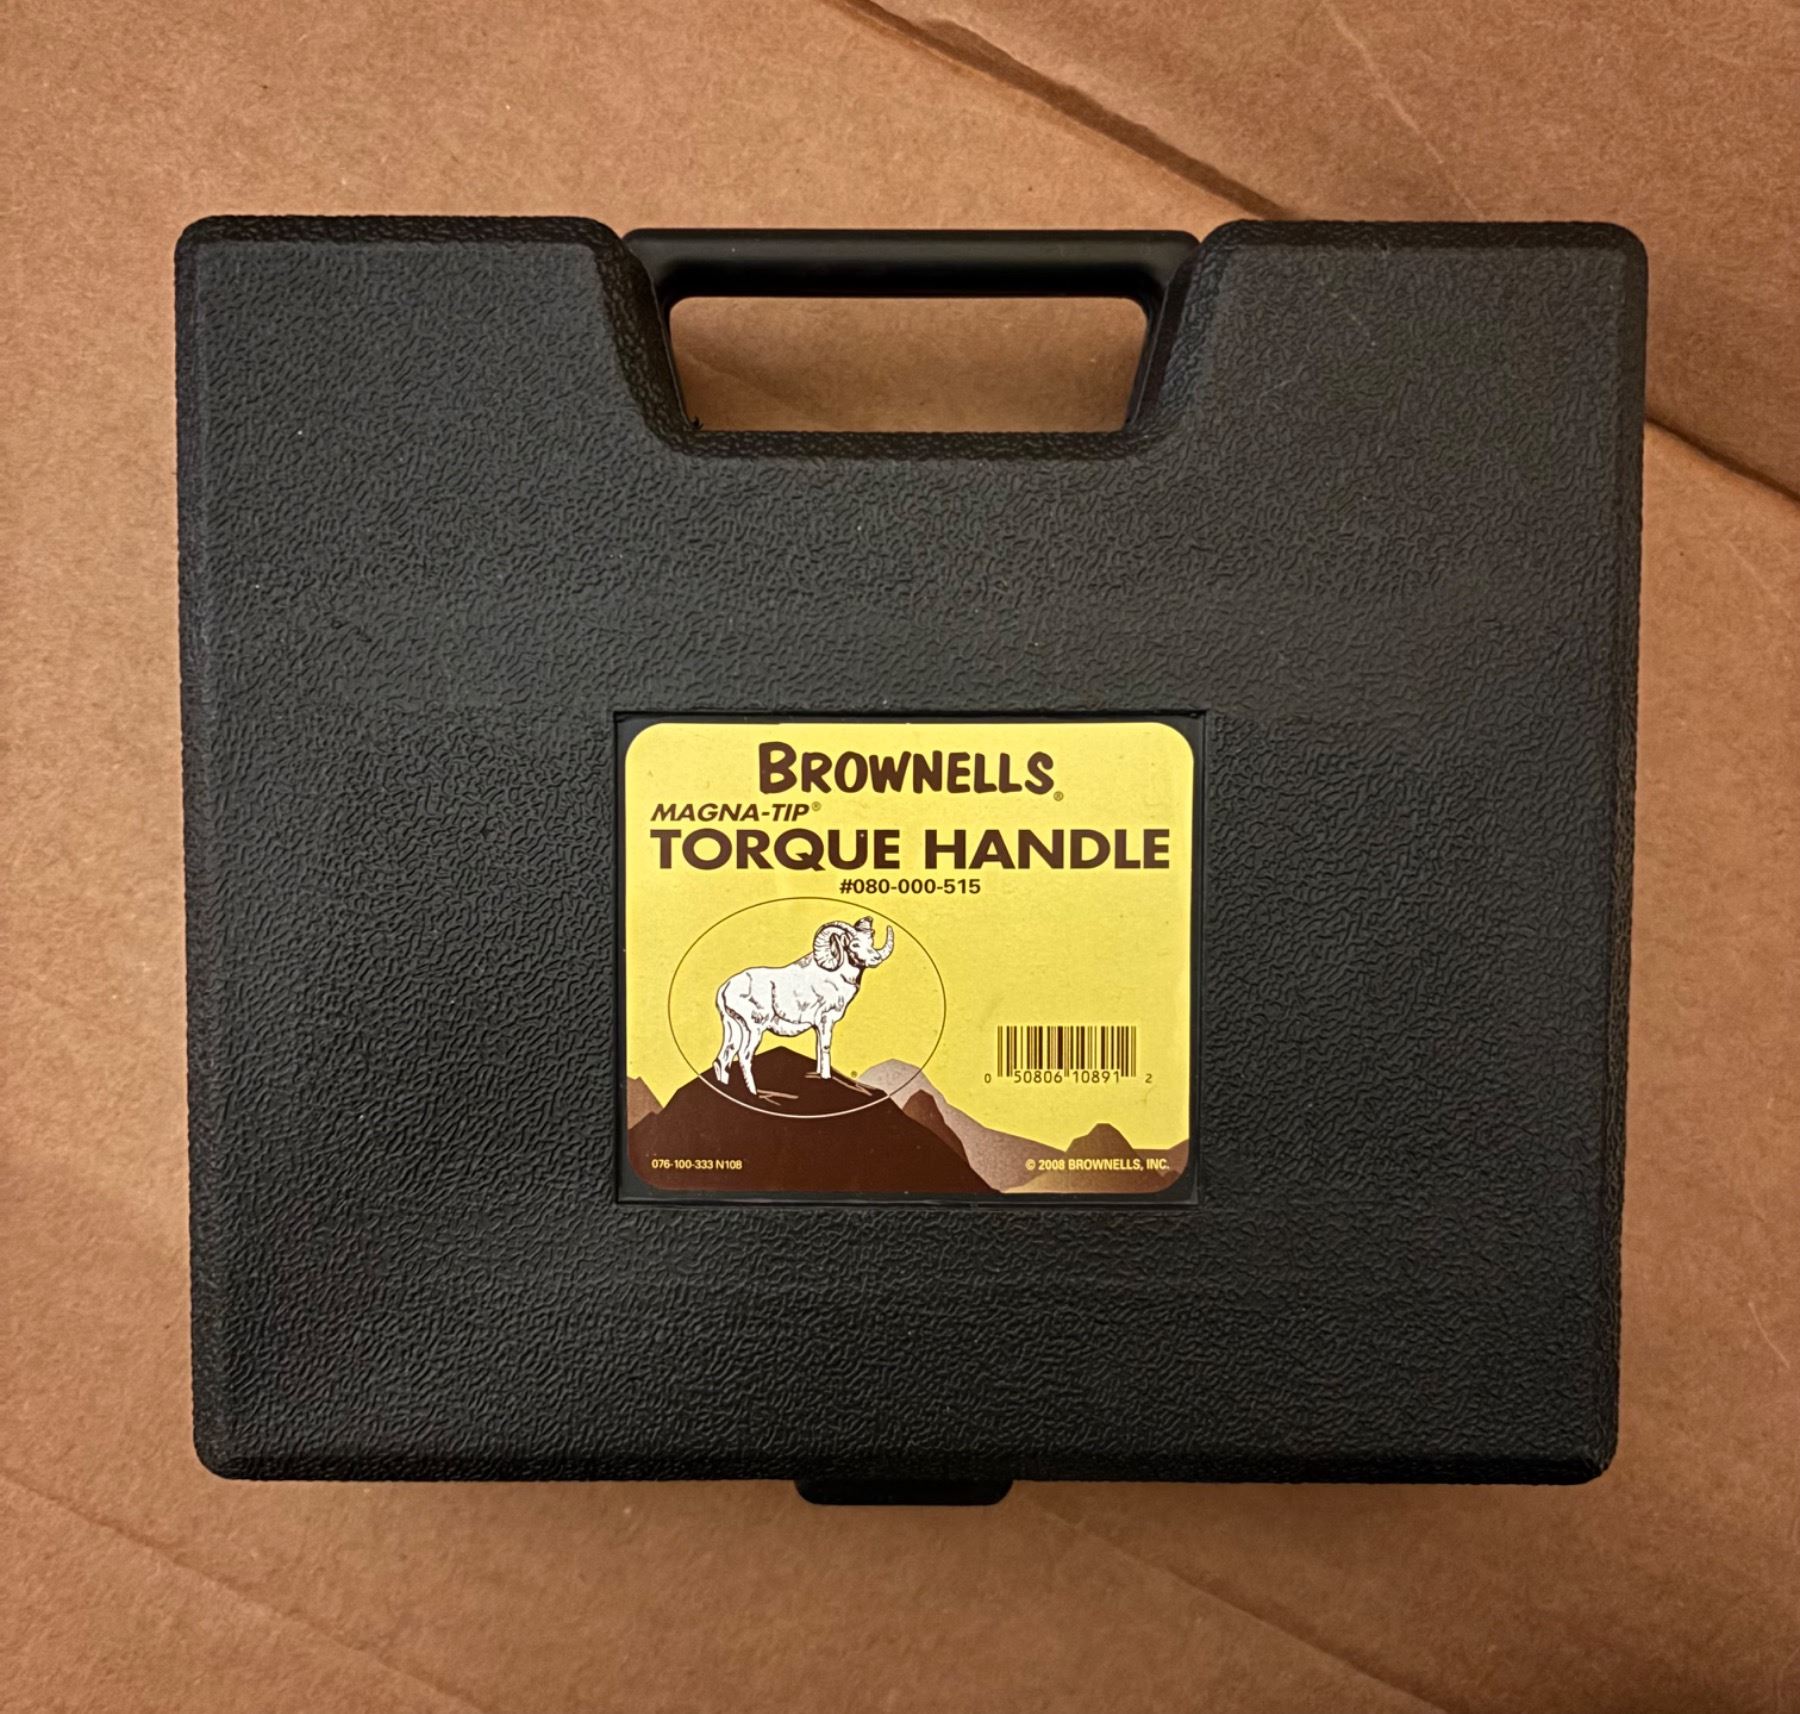 BROWNELLS®
MAGNA-TIP®
TORQUE HANDLE
#080-000-515
®
0 50806 10891 2
076-100-333 N108
© 2008 BROWNELLS, INC.